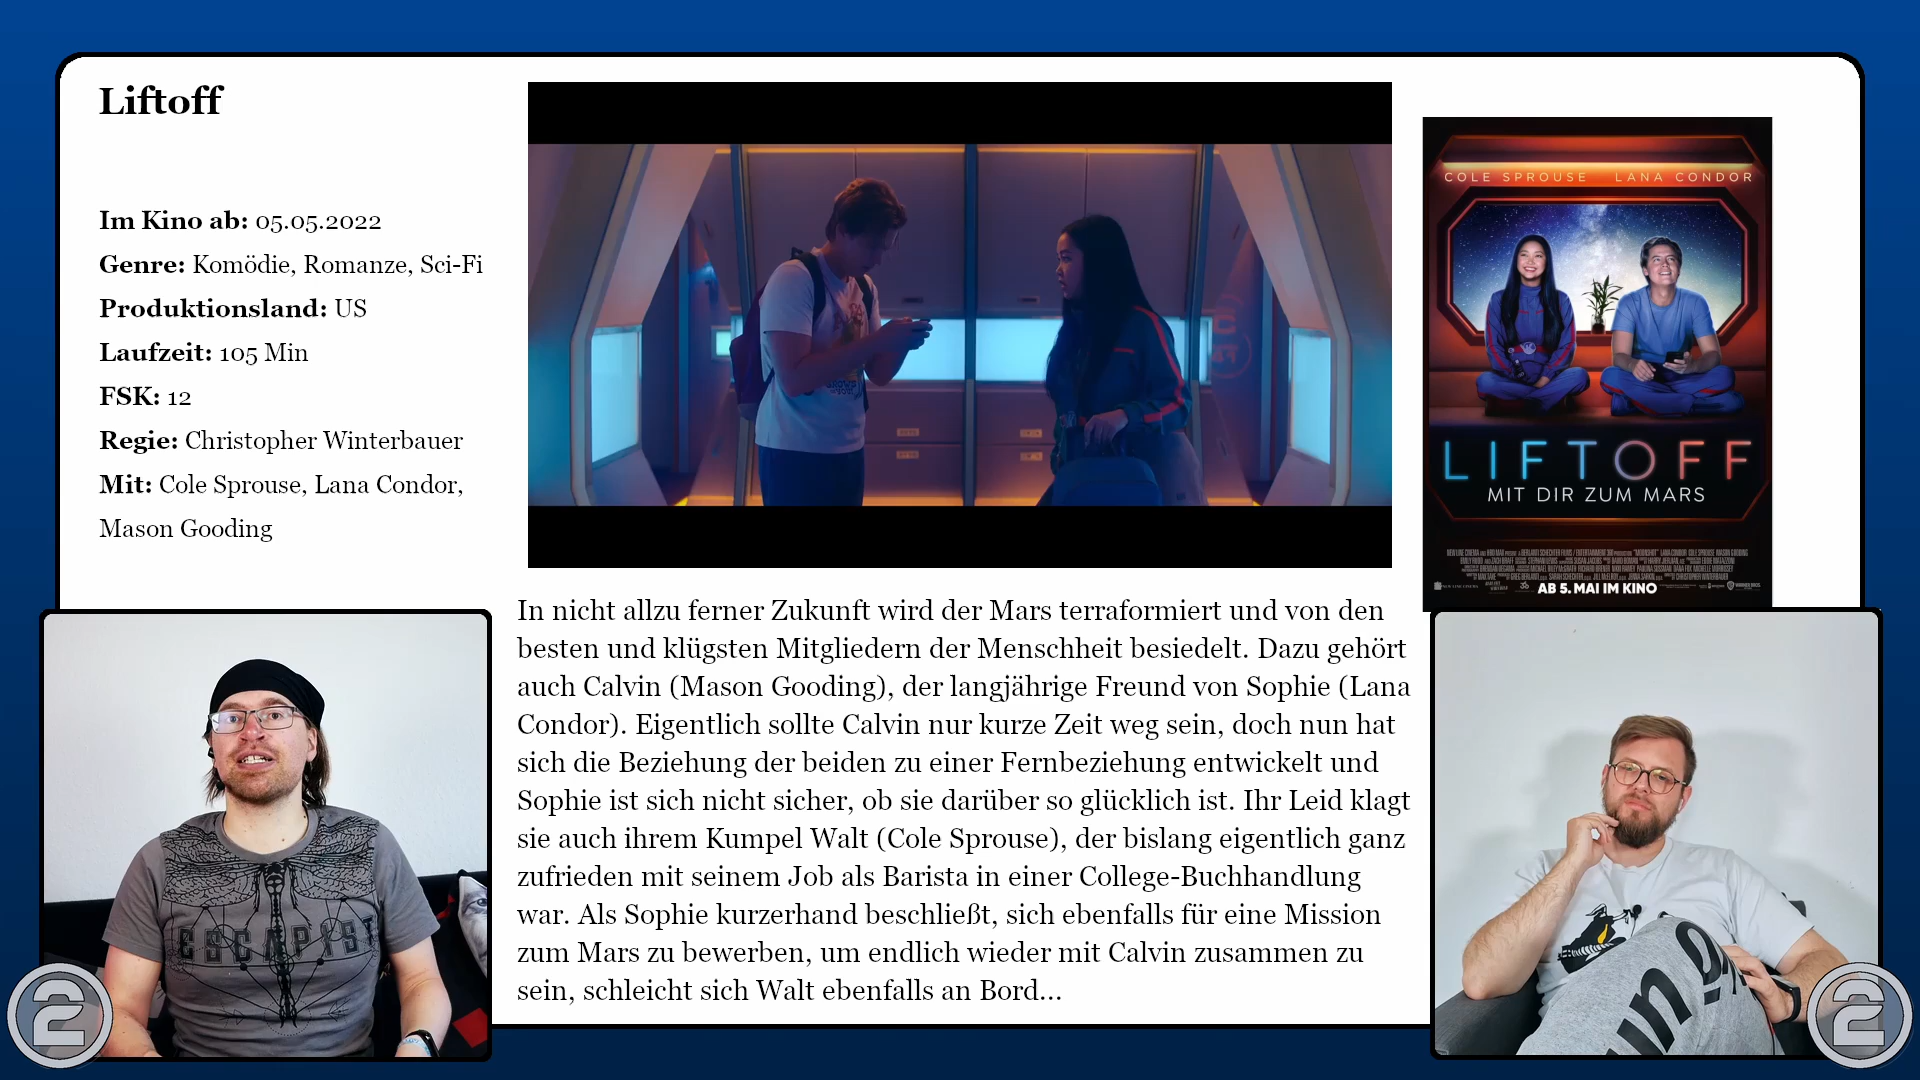 Liftoff
Im Kino ab: 05.05.2022
Genre: Komödie, Romanze, Sci-Fi
Produktionsland: US
Laufzeit: 105 Min
FSK: 12
Regie: Christopher Winterbauer
Mit: Cole Sprouse, Lana Condor,
Mason Gooding
COLE SPROUSE LANA CONDOR
LIFTOFF
MIT DIR ZUM MARS
AB 5. MAI IM KINO
In nicht allzu ferner Zukunft wird der Mars terraformiert und von den
besten und klügsten Mitgliedern der Menschheit besiedelt. Dazu gehört
auch Calvin (Mason Gooding), der langjährige Freund von Sophie (Lana
Condor). Eigentlich sollte Calvin nur kurze Zeit weg sein, doch nun hat
sich die Beziehung der beiden zu einer Fernbeziehung entwickelt und
Sophie ist sich nicht sicher, ob sie darüber so glücklich ist. Ihr Leid klagt
sie auch ihrem Kumpel Walt (Cole Sprouse), der bislang eigentlich ganz
zufrieden mit seinem Job als Barista in einer College-Buchhandlung
war. Als Sophie kurzerhand beschließt, sich ebenfalls für eine Mission
zum Mars zu bewerben, um endlich wieder mit Calvin zusammen zu
sein, schleicht sich Walt ebenfalls an Bord...
ESCAPIST
2
2